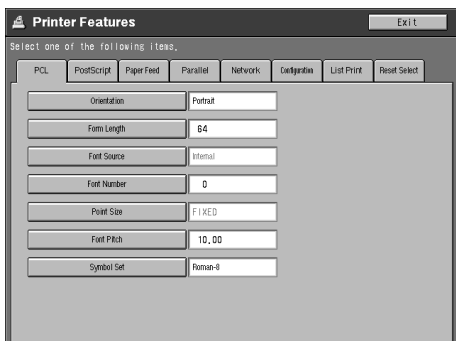 Printer Features
Exit
Select one of the following items.
PCL PostScript Paper Feed Parallel Network Configuration List Print Reset Select
Orientation Portrait
Form Length 64
Font Source Internal
Font Number 0
Point Size FIXED
Font Pitch 10.00
Symbol Set Roman-8